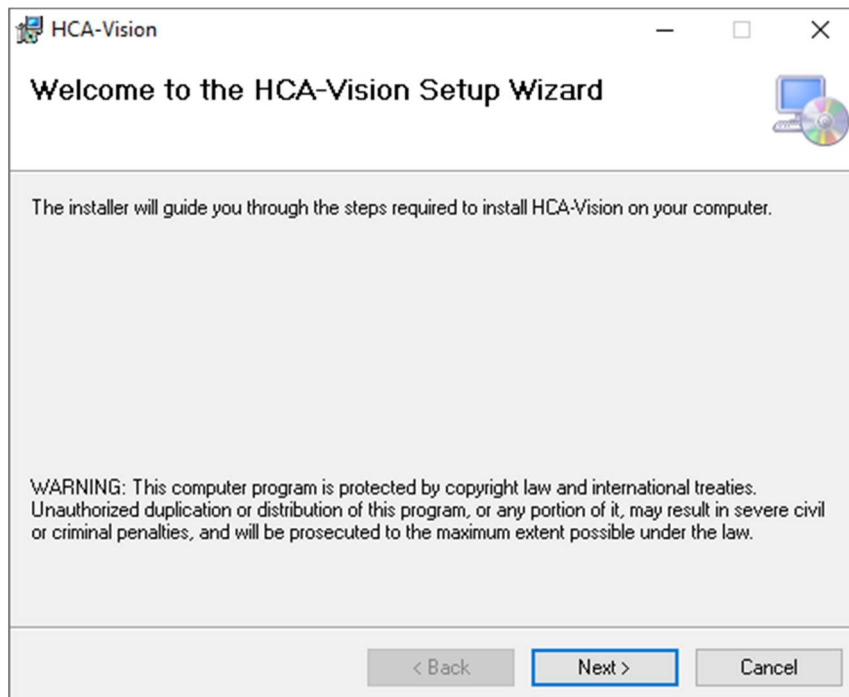 HCA-Vision
Welcome to the HCA-Vision Setup Wizard
The installer will guide you through the steps required to install HCA-Vision on your computer.
WARNING: This computer program is protected by copyright law and international treaties.
Unauthorized duplication or distribution of this program, or any portion of it, may result in severe civil
or criminal penalties, and will be prosecuted to the maximum extent possible under the law.
< Back Next > Cancel